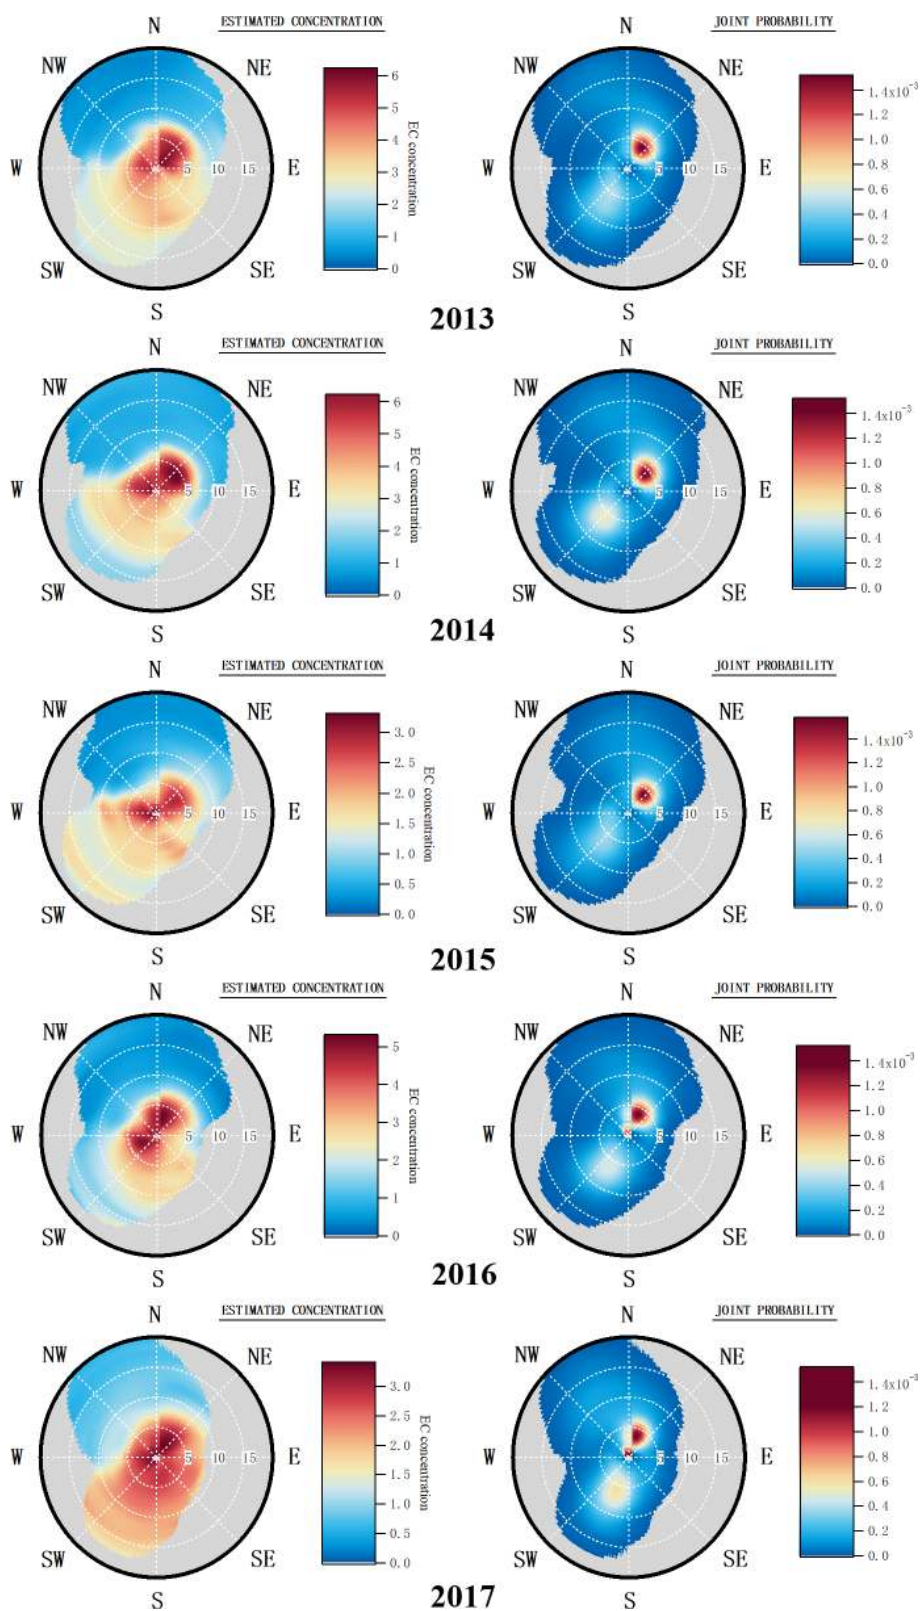 ESTIMATED CONCENTRATION
JOINT PROBABILITY
N
NW
NE
W
5 10 15
E
SW
SE
S
6
5
4
3
2
1
0
EC concentration
N
NW
NE
W
5 10 15
E
SW
SE
S
1.4x10⁻³
1.2
1.0
0.8
0.6
0.4
0.2
0.0
2013
ESTIMATED CONCENTRATION
JOINT PROBABILITY
N
NW
NE
W
5 10 15
E
SW
SE
S
6
5
4
3
2
1
0
EC concentration
N
NW
NE
W
5 10 15
E
SW
SE
S
1.4x10⁻³
1.2
1.0
0.8
0.6
0.4
0.2
0.0
2014
ESTIMATED CONCENTRATION
JOINT PROBABILITY
N
NW
NE
W
5 10 15
E
SW
SE
S
3.0
2.5
2.0
1.5
1.0
0.5
0.0
EC concentration
N
NW
NE
W
5 10 15
E
SW
SE
S
1.4x10⁻³
1.2
1.0
0.8
0.6
0.4
0.2
0.0
2015
ESTIMATED CONCENTRATION
JOINT PROBABILITY
N
NW
NE
W
5 10 15
E
SW
SE
S
5
4
3
2
1
0
EC concentration
N
NW
NE
W
5 10 15
E
SW
SE
S
1.4x10⁻³
1.2
1.0
0.8
0.6
0.4
0.2
0.0
2016
ESTIMATED CONCENTRATION
JOINT PROBABILITY
N
NW
NE
W
5 10 15
E
SW
SE
S
3.0
2.5
2.0
1.5
1.0
0.5
0.0
EC concentration
N
NW
NE
W
5 10 15
E
SW
SE
S
1.4x10⁻³
1.2
1.0
0.8
0.6
0.4
0.2
0.0
2017